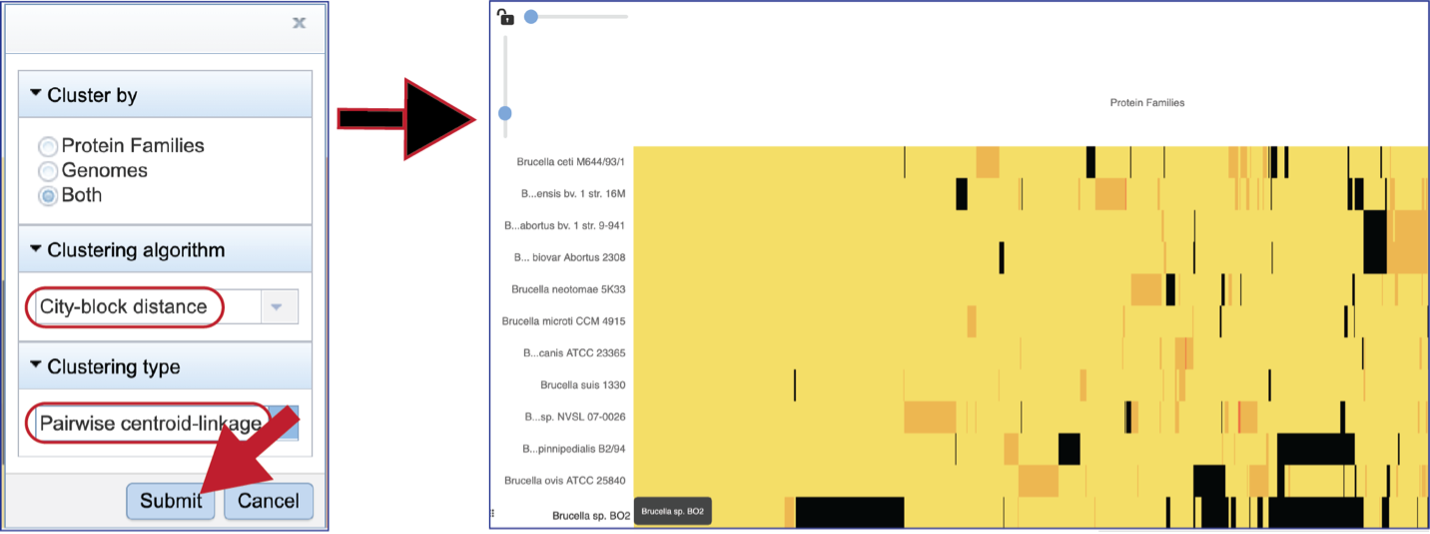 x
Cluster by
Protein Families
Genomes
Both
Clustering algorithm
City-block distance
Clustering type
Pairwise centroid-linkage
Submit
Cancel
Protein Families
Brucella ceti M644/93/1
B...ensis bv. 1 str. 16M
B...abortus bv. 1 str. 9-941
B... biovar Abortus 2308
Brucella neotomae 5K33
Brucella microti CCM 4915
B...canis ATCC 23365
Brucella suis 1330
B...sp. NVSL 07-0026
B...pinnipedialis B2/94
Brucella ovis ATCC 25840
Brucella sp. BO2
Brucella sp. BO2